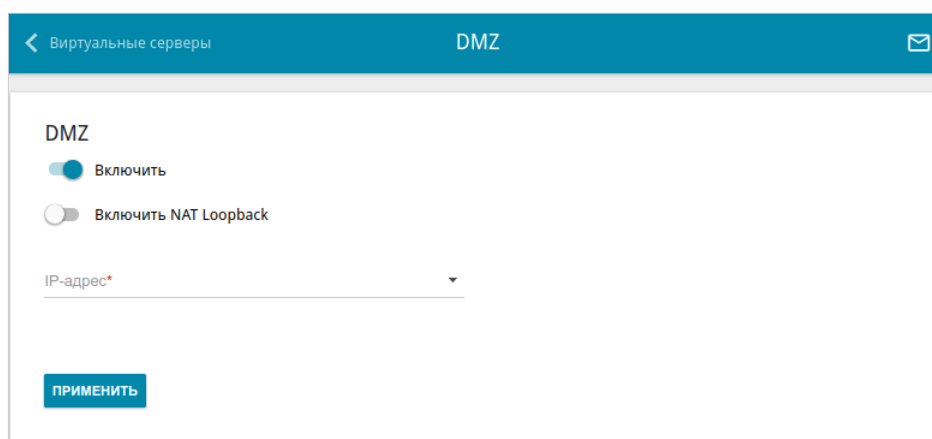 Виртуальные серверы
DMZ
DMZ
Включить
Включить NAT Loopback
IP-адрес*
ПРИМЕНИТЬ